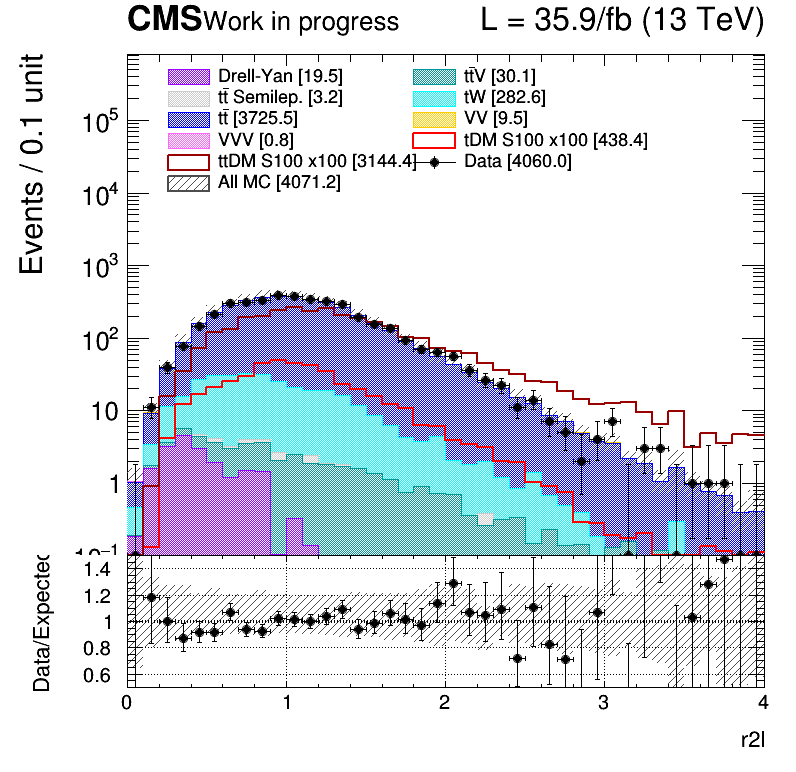 CMS Work in progress L = 35.9/fb (13 TeV)
Events / 0.1 unit
Drell-Yan [19.5] tt̄V [30.1]
tt̄ Semilep. [3.2] tW [282.6]
tt̄ [3725.5] VV [9.5]
VVV [0.8] tDM S100 x100 [438.4]
ttDM S100 x100 [3144.4] Data [4060.0]
All MC [4071.2]
10⁵
10⁴
10³
10²
10
1
10⁻¹
Data/Expected
1.4
1.2
1
0.8
0.6
0 1 2 3 4
r2l